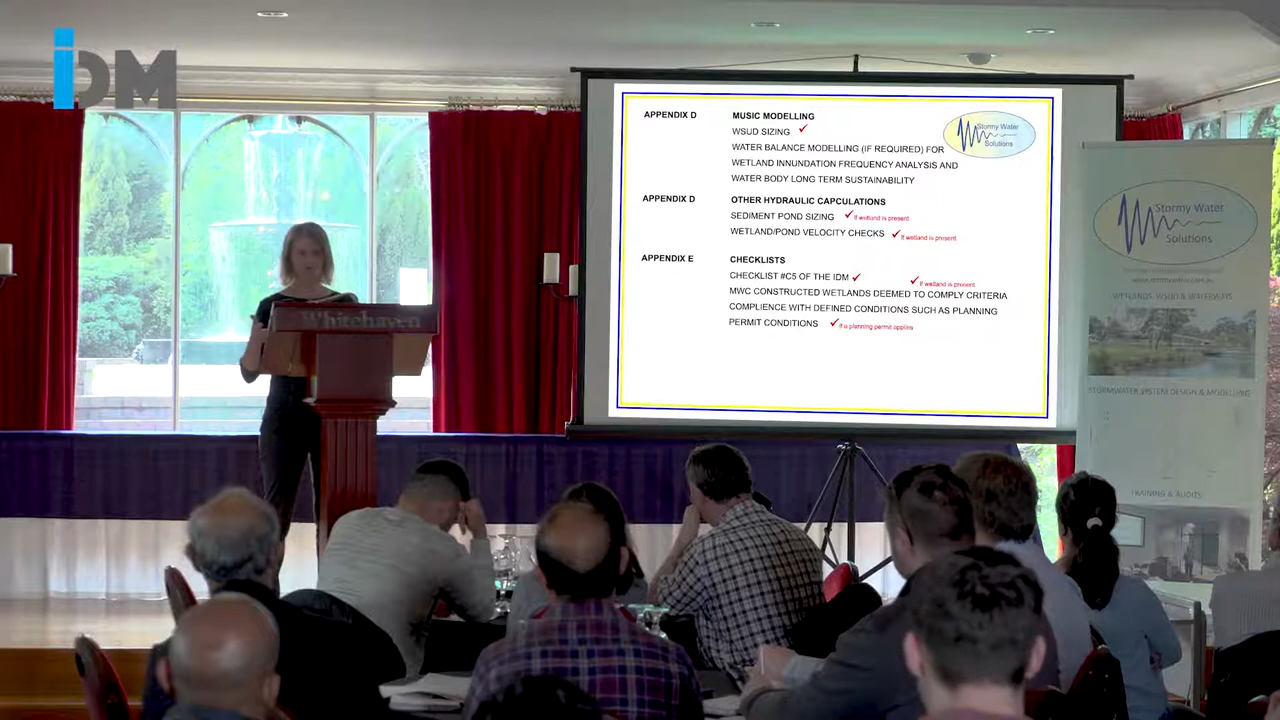 iDM
APPENDIX D MUSIC MODELLING
WSUD SIZING
WATER BALANCE MODELLING (IF REQUIRED) FOR
WETLAND INNUNDATION FREQUENCY ANALYSIS AND
WATER BODY LONG TERM SUSTAINABILITY
Stormy Water
Solutions
APPENDIX D OTHER HYDRAULIC CAPCULATIONS
SEDIMENT POND SIZING If wetland is present
WETLAND/POND VELOCITY CHECKS If wetland is present
APPENDIX E CHECKLISTS
CHECKLIST #C5 OF THE IDM If wetland is present
MWC CONSTRUCTED WETLANDS DEEMED TO COMPLY CRITERIA
COMPLIENCE WITH DEFINED CONDITIONS SUCH AS PLANNING
PERMIT CONDITIONS If a planning permit applies
Whitehaven
Stormy Water
Solutions
WETLANDS, WSUD & WATERWAYS
STORMWATER SYSTEM DESIGN & MODELLING
TRAINING & AUDITS